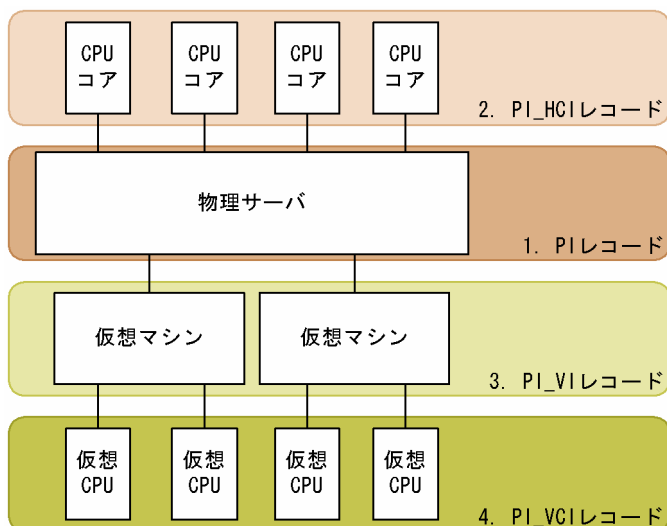 CPU
コア
CPU
コア
CPU
コア
CPU
コア
2. PI_HCIレコード
物理サーバ
1. PIレコード
仮想マシン
仮想マシン
3. PI_VIレコード
仮想
CPU
仮想
CPU
仮想
CPU
仮想
CPU
4. PI_VCIレコード